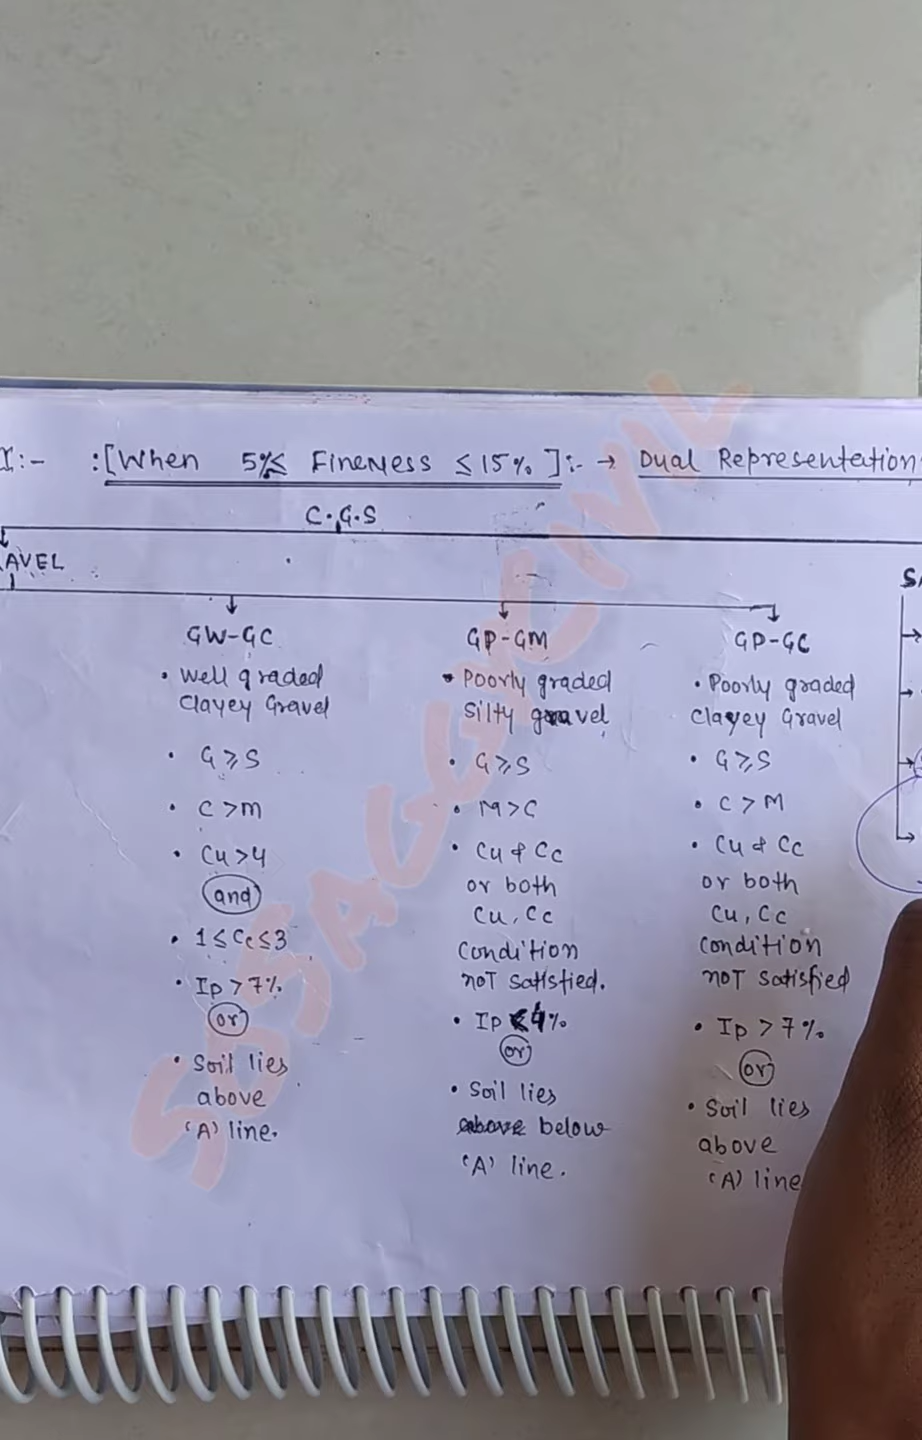 I:- :[When 5%≤ Fineness ≤15% ]:- → Dual Representation
C.G.S
AVEL
GW-GC
• Well graded
Clayey Gravel
• G≥S
• C>m
• Cu>4
and
• 1≤Cc≤3
• Ip>7%
or
• Soil lies
above
'A' line.
GP-GM
• Poorly graded
Silty gravel
• G≥S
• M>C
• Cu & Cc
or both
Cu, Cc
condition
not satisfied.
• Ip <4%
or
• Soil lies
below
'A' line.
GP-GC
• Poorly graded
Clayey Gravel
• G≥S
• C>M
• Cu & Cc
or both
Cu, Cc
condition
not satisfied
• Ip >7%
or
• Soil lies
above
'A' line
SGSAGGCIVIL